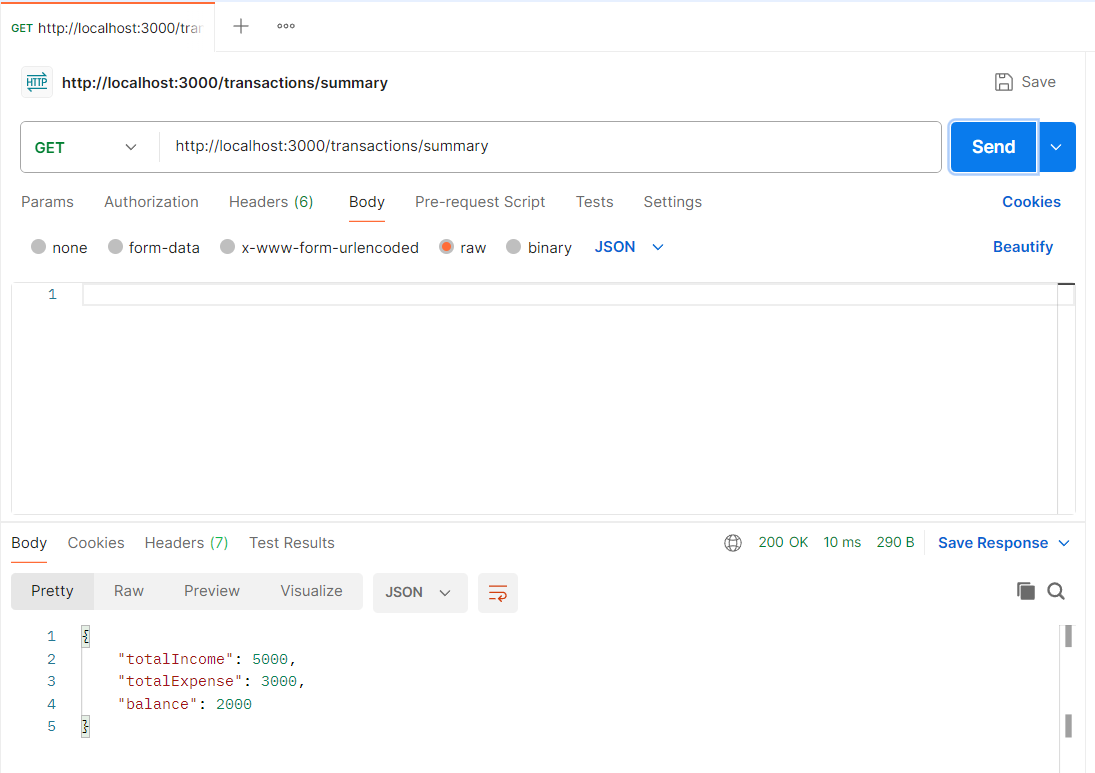 GET http://localhost:3000/tran
HTTP http://localhost:3000/transactions/summary Save
GET http://localhost:3000/transactions/summary Send
Params Authorization Headers (6) Body Pre-request Script Tests Settings Cookies
none form-data x-www-form-urlencoded raw binary JSON Beautify
1
Body Cookies Headers (7) Test Results 200 OK 10 ms 290 B Save Response
Pretty Raw Preview Visualize JSON
1 {
2 "totalIncome": 5000,
3 "totalExpense": 3000,
4 "balance": 2000
5 }